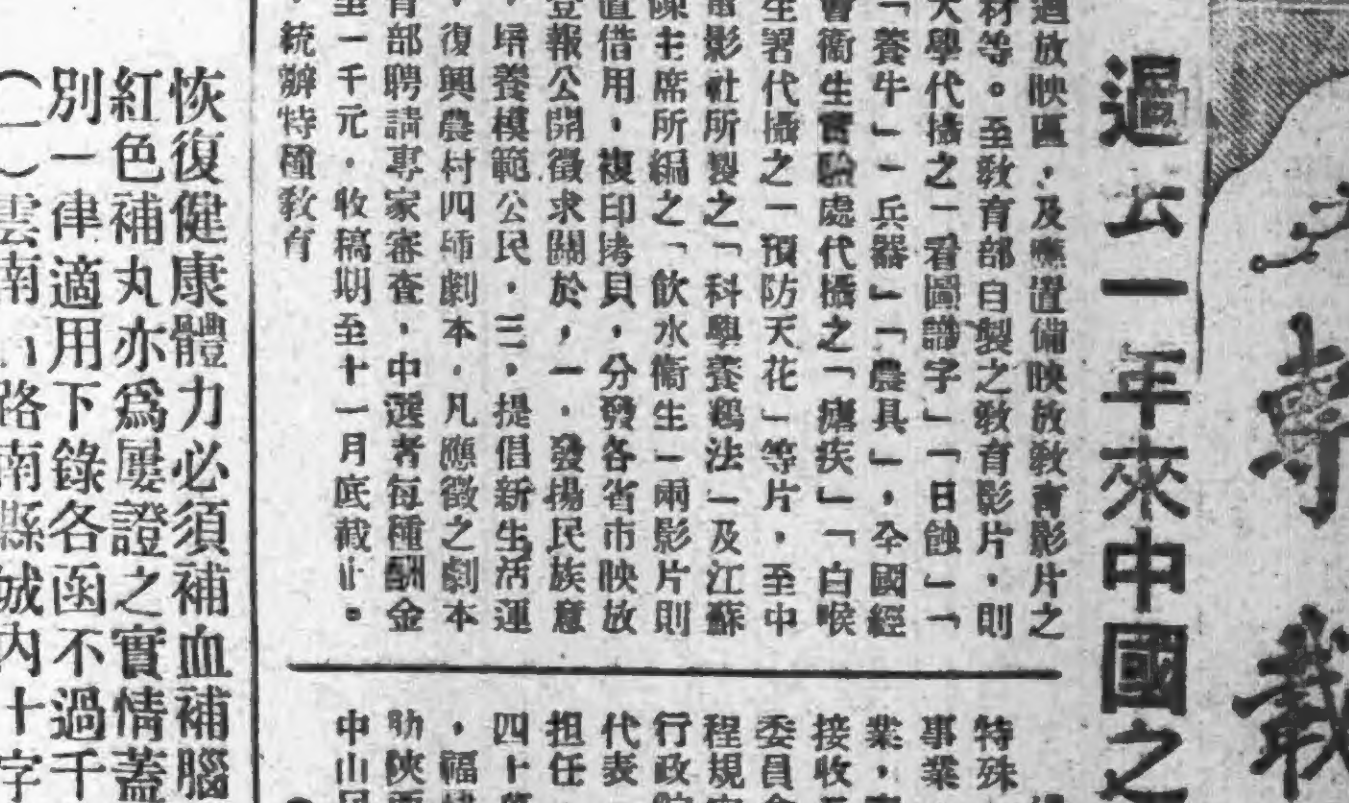 專載
過去一年來中國之
廻放映區,及應置備映放教育影片之
材等。至教育部自製之教育影片,則
大學代攝之「看圖識字」「日蝕」「
「養牛」「兵器」「農具」,全國經
會衞生實驗處代攝之「瘧疾」「白喉
生署代攝之「預防天花」等片,至中
電影社所製之「科學養鷄法」及江蘇
陳主席所編之「飲水衞生」兩影片則
直借用,複印拷貝,分發各省市映放
登報公開徵求關於,一,發揚民族意
,培養模範公民,三,提倡新生活運
,復興農村四項劇本,凡應徵之劇本
育部聘請專家審查,中選者每種酬金
至一千元,收稿期至十一月底截止。
,統辦特種教育
特殊
事業
業,
接收
委員會
程規
行政院
代表
担任
四十
,福建
助陝西
中山
恢復健康體力必須補血補腦
紅色補丸亦爲屢證之實情蓋
別一律適用下錄各函不過千
(一)雲南 路南縣城内十字